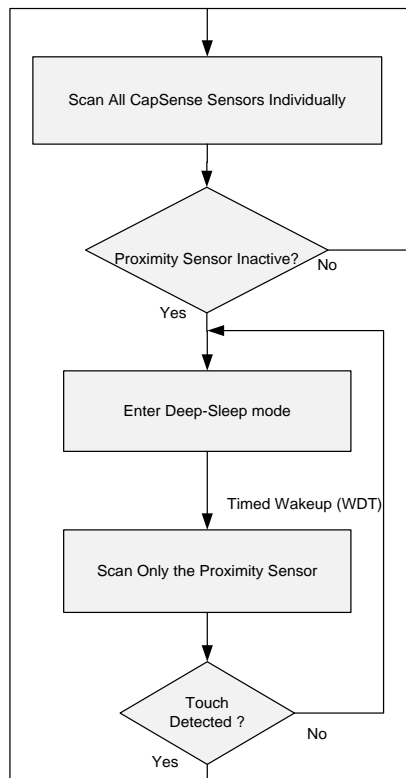 Scan All CapSense Sensors Individually
Proximity Sensor Inactive?
No
Yes
Enter Deep-Sleep mode
Timed Wakeup (WDT)
Scan Only the Proximity Sensor
Touch
Detected ?
No
Yes